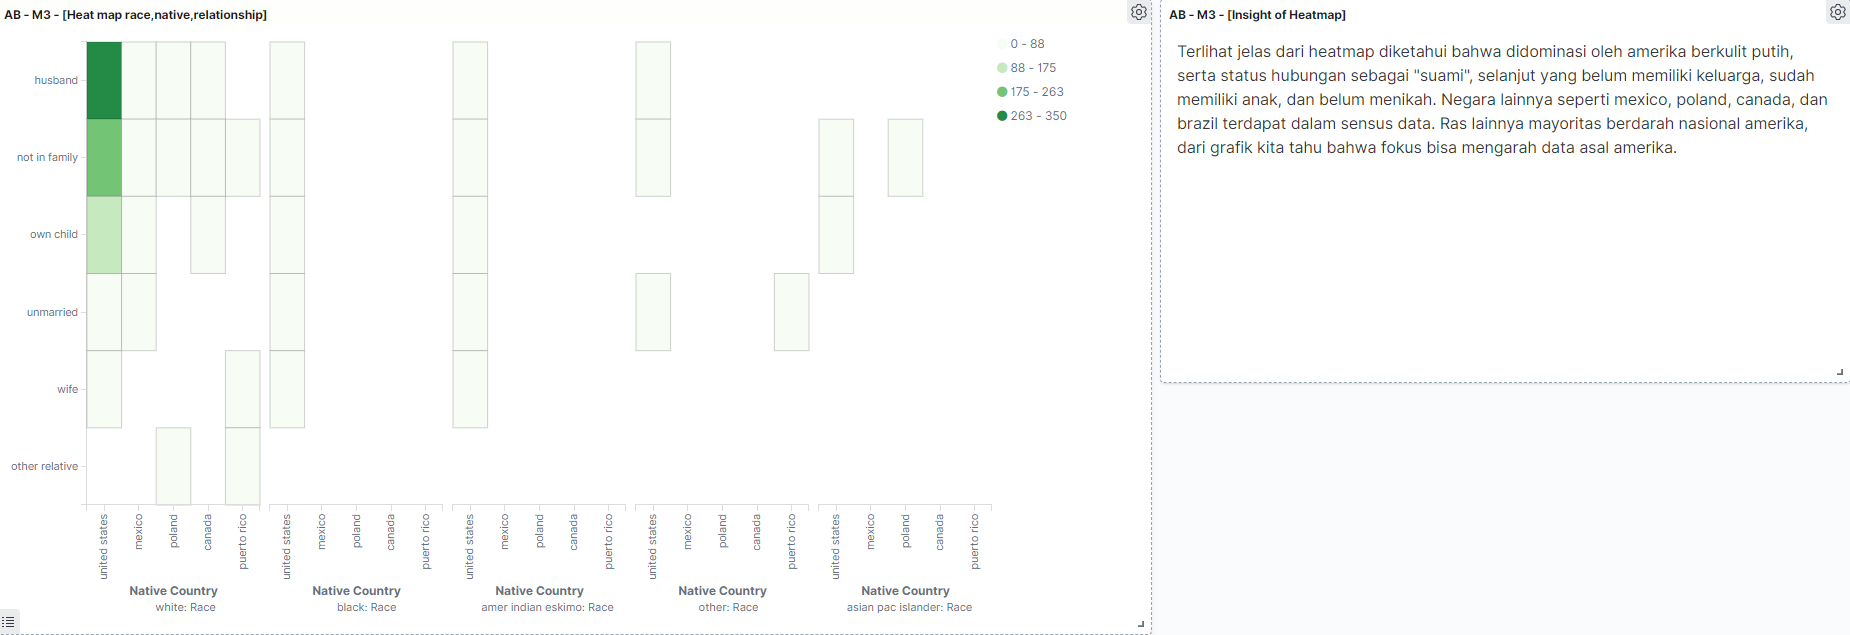 AB - M3 - [Heat map race,native,relationship]
husband
not in family
own child
unmarried
wife
other relative
united states
mexico
poland
canada
puerto rico
united states
mexico
poland
canada
puerto rico
united states
mexico
poland
canada
puerto rico
united states
mexico
poland
canada
puerto rico
united states
mexico
poland
canada
puerto rico
Native Country
white: Race
Native Country
black: Race
Native Country
amer indian eskimo: Race
Native Country
other: Race
Native Country
asian pac islander: Race
0 - 88
88 - 175
175 - 263
263 - 350
AB - M3 - [Insight of Heatmap]
Terlihat jelas dari heatmap diketahui bahwa didominasi oleh amerika berkulit putih,
serta status hubungan sebagai "suami", selanjut yang belum memiliki keluarga, sudah
memiliki anak, dan belum menikah. Negara lainnya seperti mexico, poland, canada, dan
brazil terdapat dalam sensus data. Ras lainnya mayoritas berdarah nasional amerika,
dari grafik kita tahu bahwa fokus bisa mengarah data asal amerika.